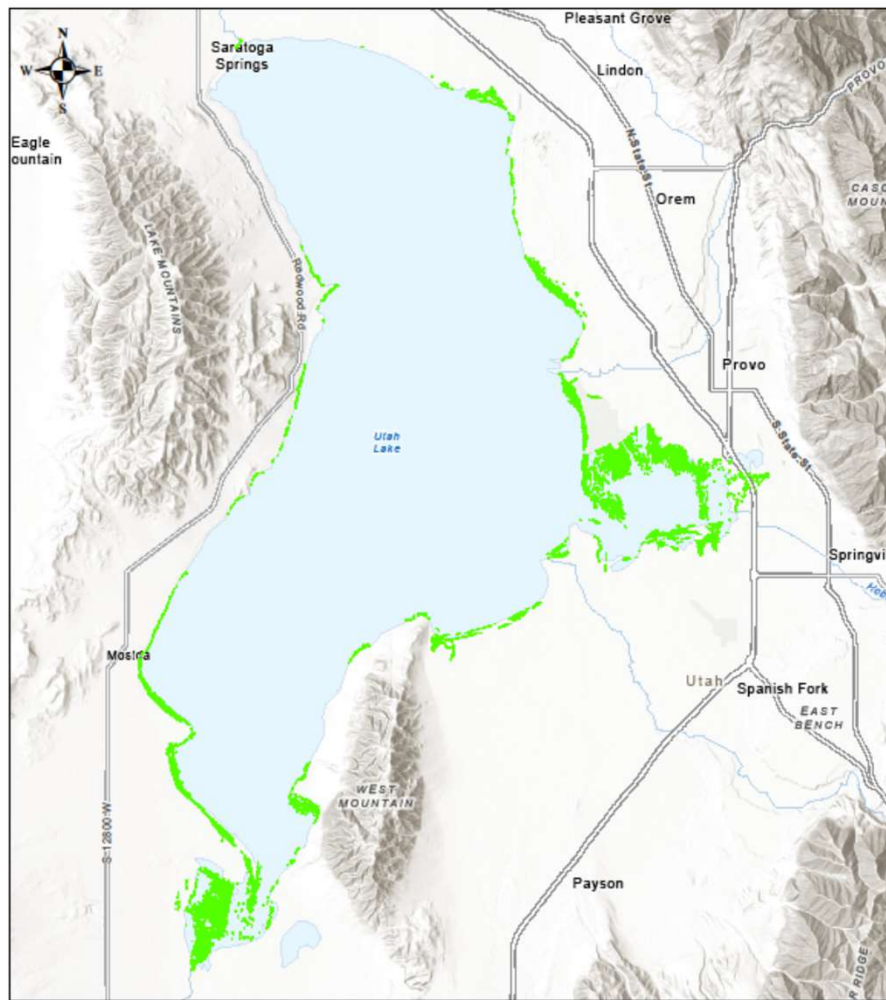 Pleasant Grove
N
Saratoga
Springs
W
E
S
Lindon
PROVO
Eagle
ountain
N State St
Orem
CASC
MOUN
LAKE MOUNTAINS
Redwood Rd
Provo
Utah
Lake
S State St
Springvi
Hob
Mosida
Utah
Spanish Fork
EAST
BENCH
WEST
MOUNTAIN
S 12800 W
Payson
R RIDGE